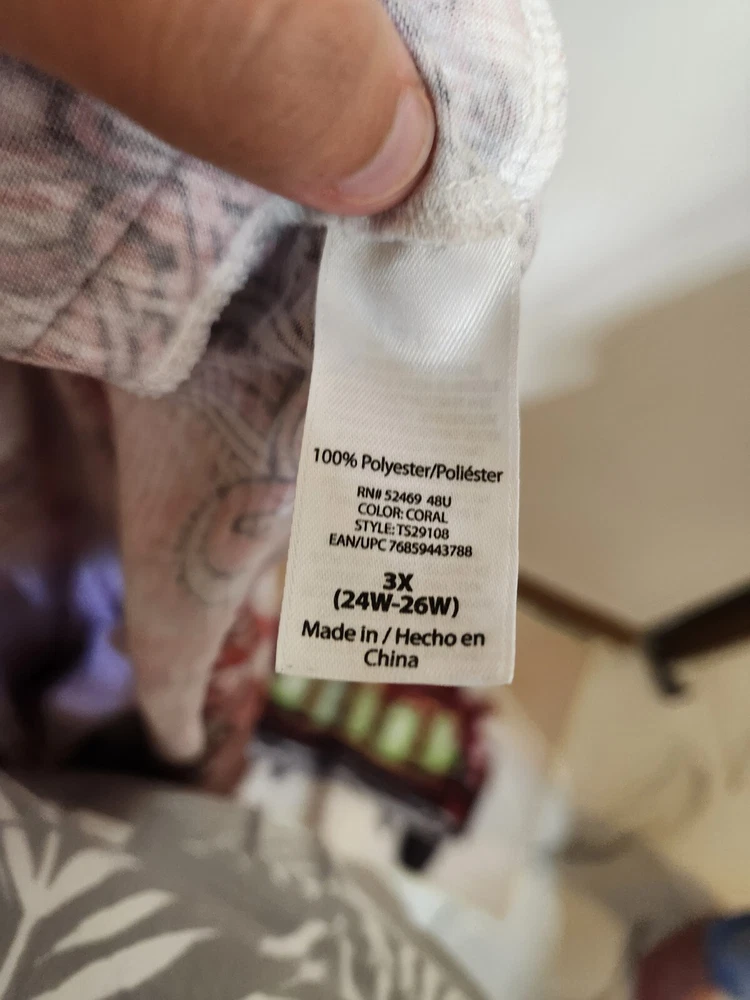 100% Polyester/Poliéster
RN# 52469 48U
COLOR: CORAL
STYLE: TS29108
EAN/UPC 76859443788
3X
(24W-26W)
Made in / Hecho en
China